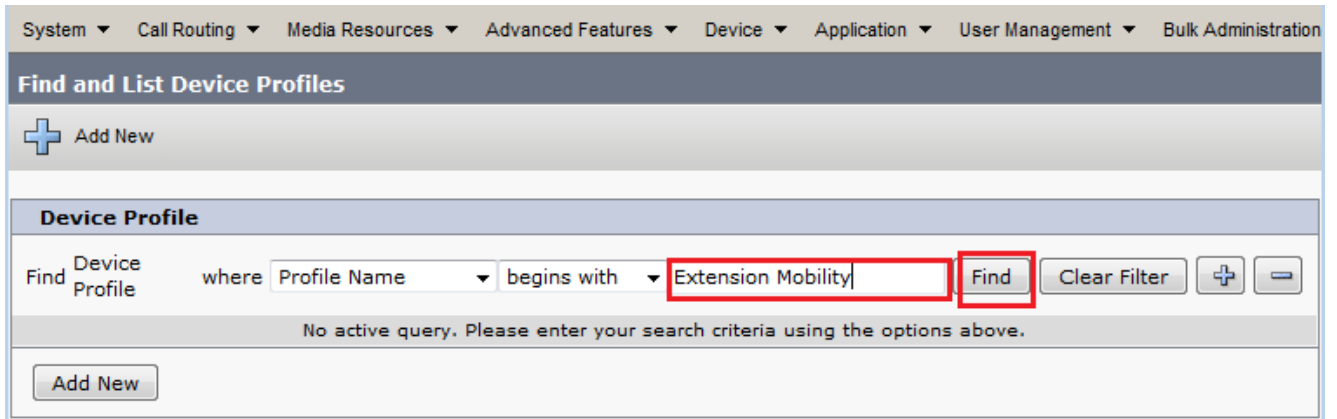 System Call Routing Media Resources Advanced Features Device Application User Management Bulk Administration
Find and List Device Profiles
Add New
Device Profile
Find Device Profile where Profile Name begins with Extension Mobility Find Clear Filter
No active query. Please enter your search criteria using the options above.
Add New